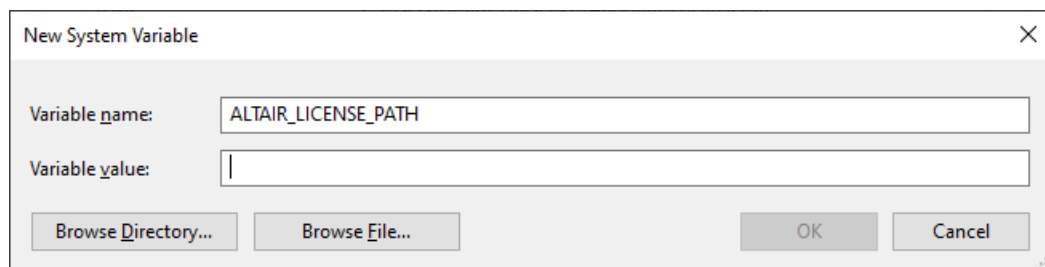 New System Variable
Variable name: ALTAIR_LICENSE_PATH
Variable value:
Browse Directory... Browse File... OK Cancel